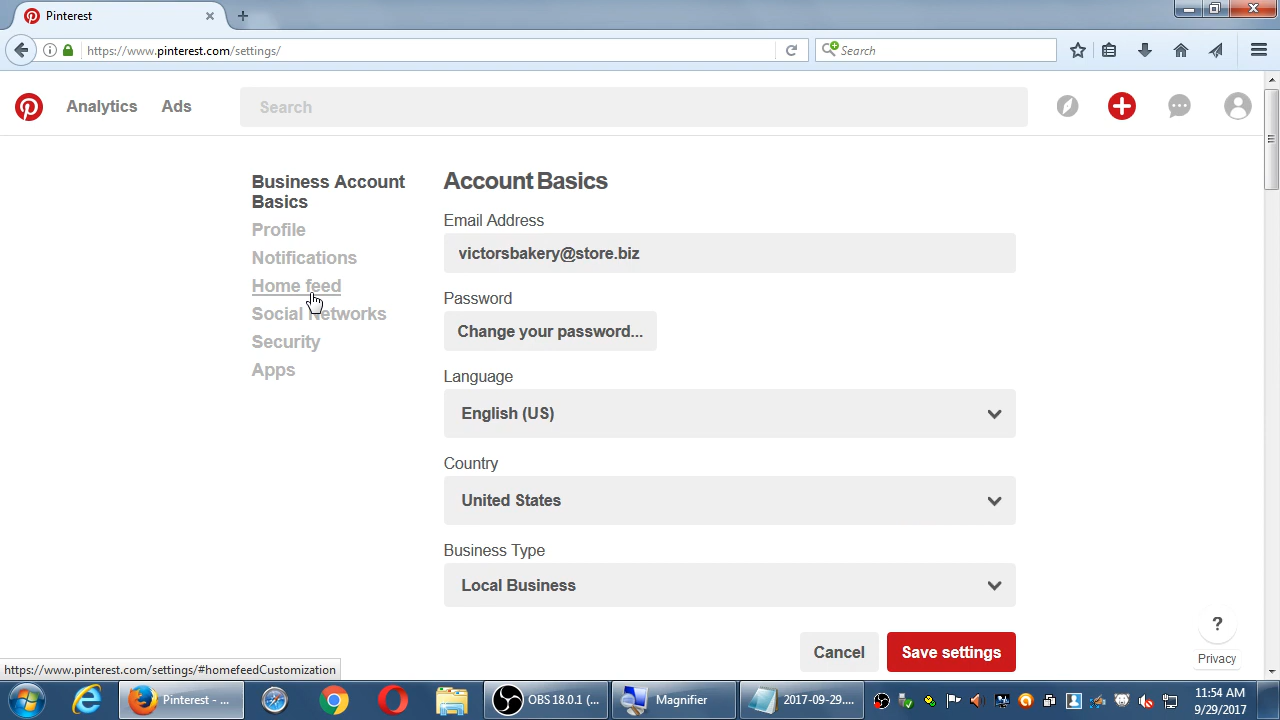 Pinterest
https://www.pinterest.com/settings/
Search
Analytics
Ads
Search
Business Account
Basics
Profile
Notifications
Home feed
Social Networks
Security
Apps
Account Basics
Email Address
victorsbakery@store.biz
Password
Change your password...
Language
English (US)
Country
United States
Business Type
Local Business
Cancel
Save settings
?
Privacy
https://www.pinterest.com/settings/#homefeedCustomization
Pinterest - ...
OBS 18.0.1 (...
Magnifier
2017-09-29....
11:54 AM
9/29/2017